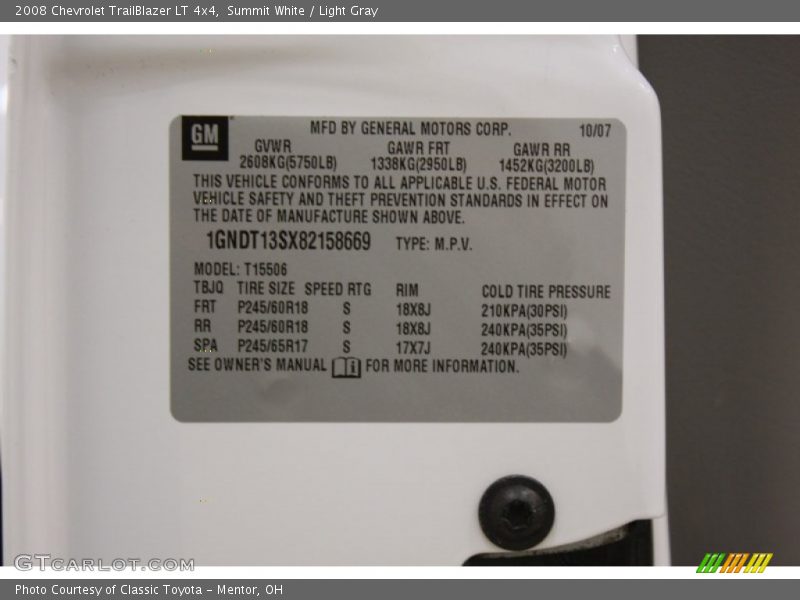 2008 Chevrolet TrailBlazer LT 4x4, Summit White / Light Gray
GM
MFD BY GENERAL MOTORS CORP. 10/07
GVWR GAWR FRT GAWR RR
2608KG(5750LB) 1338KG(2950LB) 1452KG(3200LB)
THIS VEHICLE CONFORMS TO ALL APPLICABLE U.S. FEDERAL MOTOR
VEHICLE SAFETY AND THEFT PREVENTION STANDARDS IN EFFECT ON
THE DATE OF MANUFACTURE SHOWN ABOVE.
1GNDT13SX82158669 TYPE: M.P.V.
MODEL: T15506
TBJQ TIRE SIZE SPEED RTG RIM COLD TIRE PRESSURE
FRT P245/60R18 S 18X8J 210KPA(30PSI)
RR P245/60R18 S 18X8J 240KPA(35PSI)
SPA P245/65R17 S 17X7J 240KPA(35PSI)
SEE OWNER'S MANUAL i FOR MORE INFORMATION.
GTCARLOT.COM
Photo Courtesy of Classic Toyota - Mentor, OH